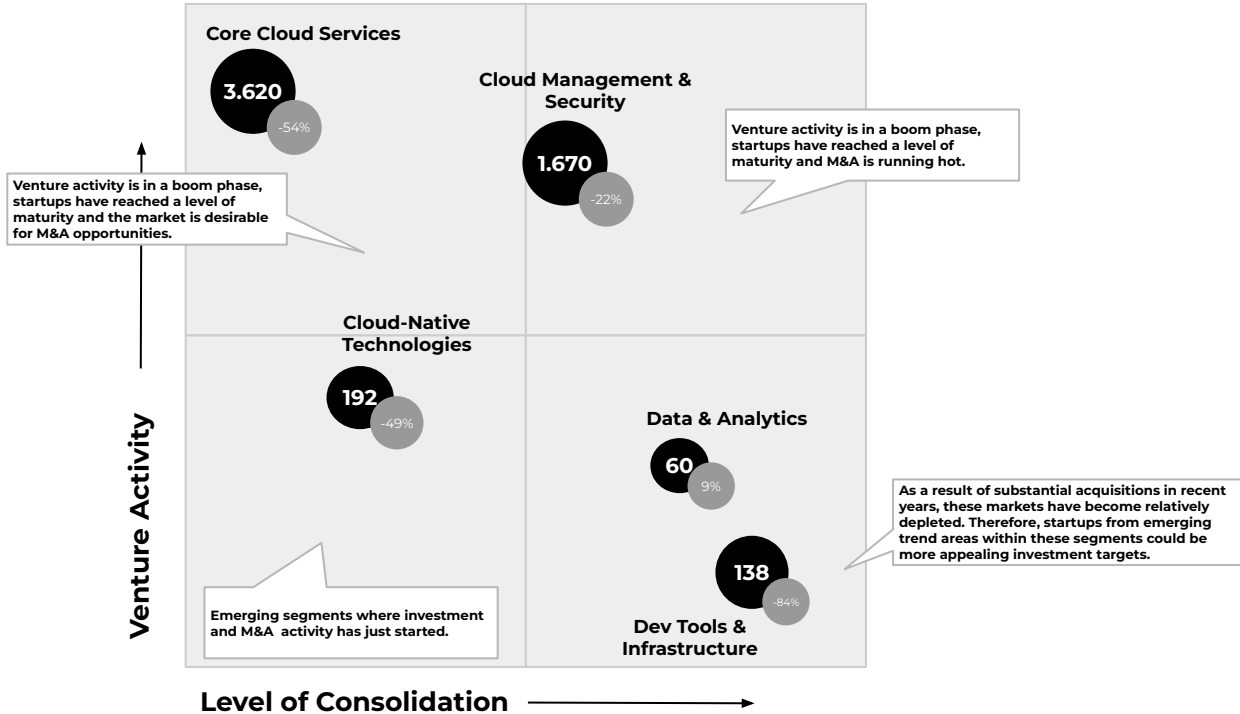 Core Cloud Services
3.620
-54%
Cloud Management &
Security
1.670
-22%
Venture activity is in a boom phase,
startups have reached a level of
maturity and M&A is running hot.
Venture activity is in a boom phase,
startups have reached a level of
maturity and the market is desirable
for M&A opportunities.
Cloud-Native
Technologies
192
-49%
Data & Analytics
60
9%
As a result of substantial acquisitions in recent
years, these markets have become relatively
depleted. Therefore, startups from emerging
trend areas within these segments could be
more appealing investment targets.
138
-84%
Dev Tools &
Infrastructure
Emerging segments where investment
and M&A activity has just started.
Venture Activity
Level of Consolidation